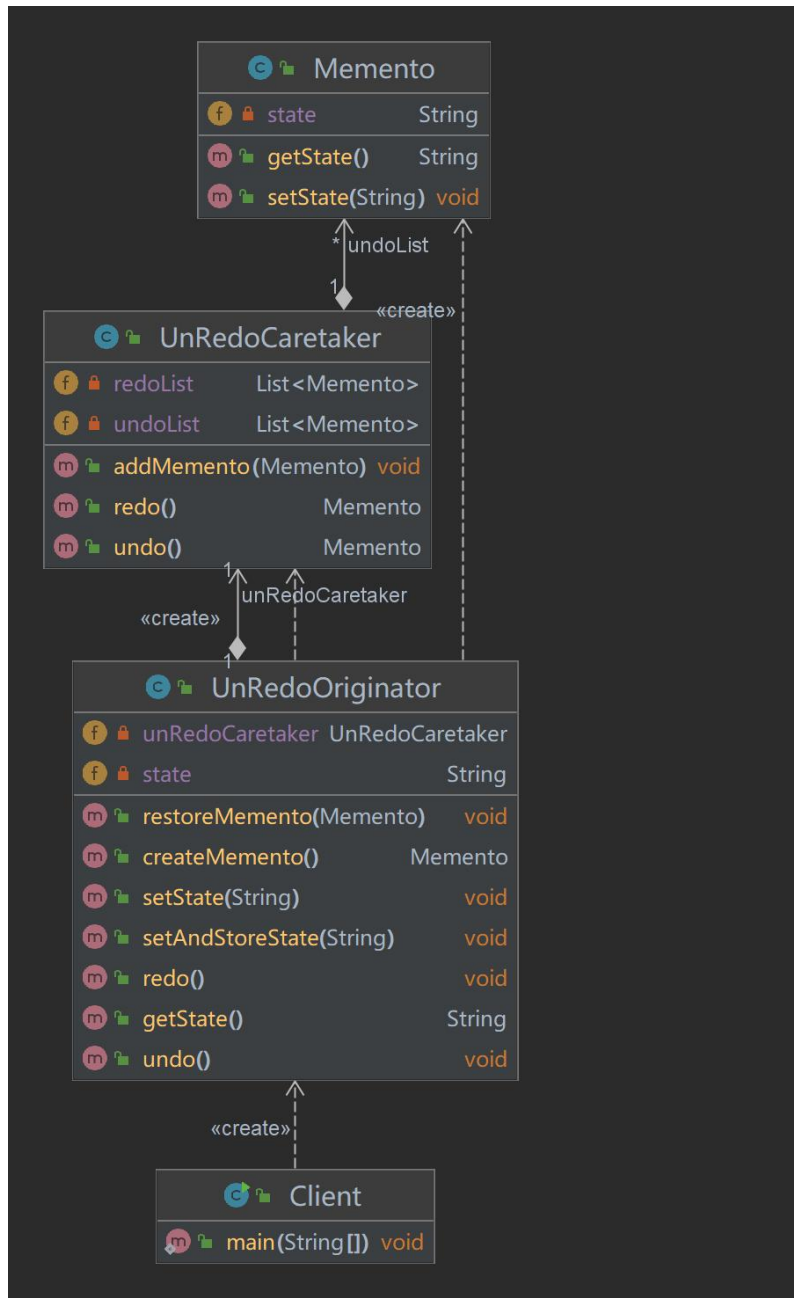 Memento
state String
getState() String
setState(String) void
* undoList
1
«create»
UnRedoCaretaker
redoList List<Memento>
undoList List<Memento>
addMemento(Memento) void
redo() Memento
undo() Memento
1
unRedoCaretaker
«create»
1
UnRedoOriginator
unRedoCaretaker UnRedoCaretaker
state String
restoreMemento(Memento) void
createMemento() Memento
setState(String) void
setAndStoreState(String) void
redo() void
getState() String
undo() void
«create»
Client
main(String[]) void